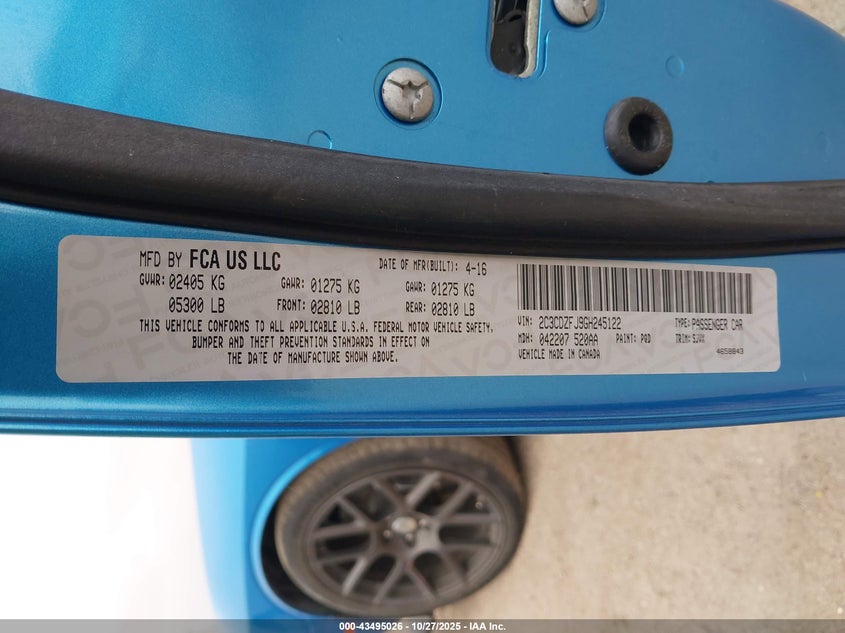 MFD BY FCA US LLC DATE OF MFR(BUILT): 4-16
GVWR: 02405 KG GAWR: 01275 KG GAWR: 01275 KG
05300 LB FRONT: 02810 LB REAR: 02810 LB
THIS VEHICLE CONFORMS TO ALL APPLICABLE U.S.A. FEDERAL MOTOR VEHICLE SAFETY,
BUMPER AND THEFT PREVENTION STANDARDS IN EFFECT ON
THE DATE OF MANUFACTURE SHOWN ABOVE.
VIN: 2C3CDZFJ9GH245122 TYPE: PASSENGER CAR
MDH: 042207 520AA PAINT: PQD TRIM: SJVX
VEHICLE MADE IN CANADA 4658843
000-43495026 - 10/27/2025 - IAA Inc.